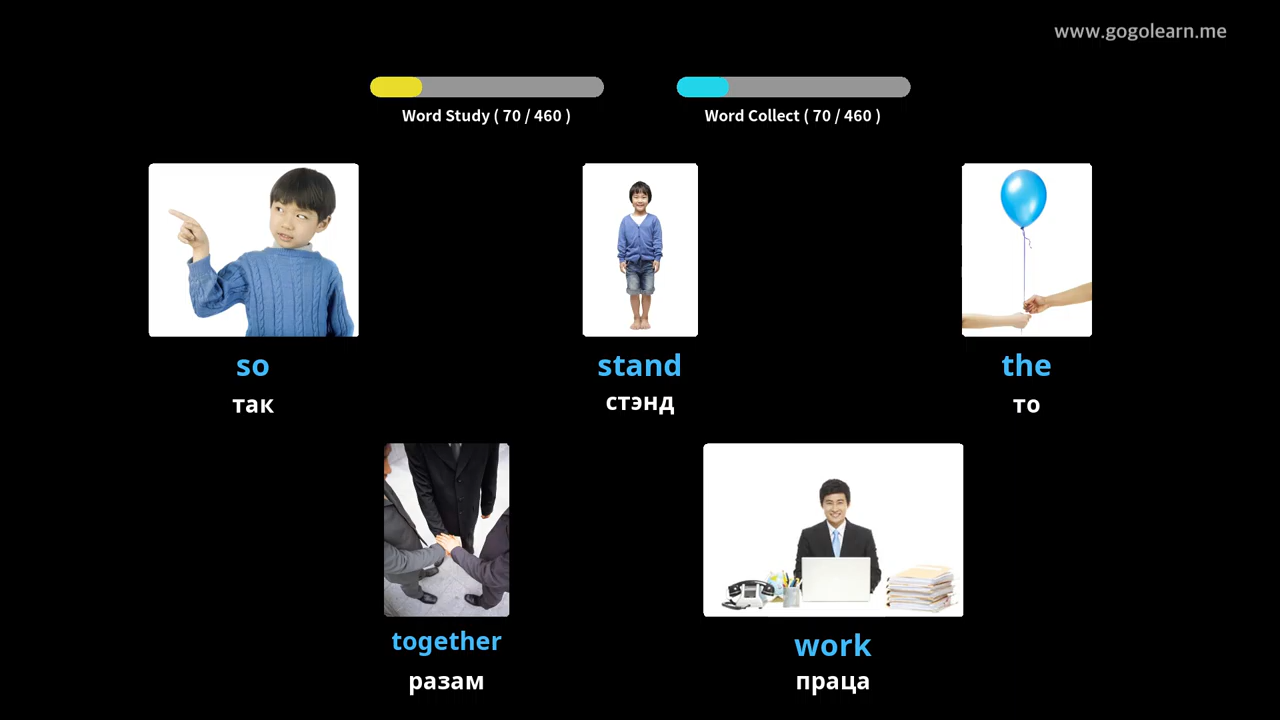 www.gogolearn.me
Word Study ( 70 / 460 )
Word Collect ( 70 / 460 )
so
так
stand
стэнд
the
то
together
разам
work
праца